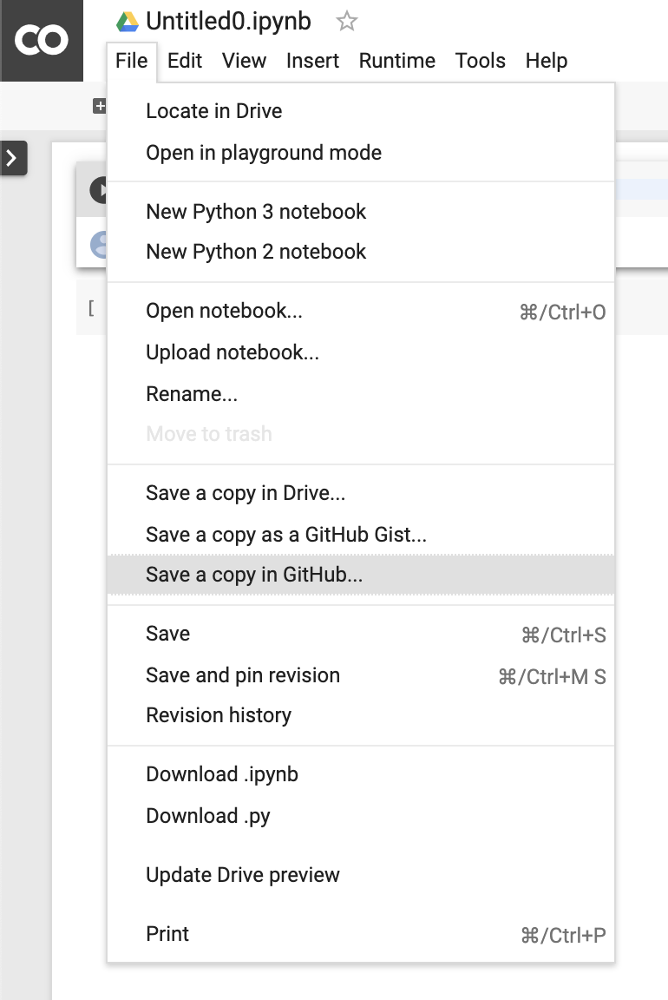 CO
Untitled0.ipynb
File Edit View Insert Runtime Tools Help
Locate in Drive
Open in playground mode
New Python 3 notebook
New Python 2 notebook
Open notebook... ⌘/Ctrl+O
Upload notebook...
Rename...
Move to trash
Save a copy in Drive...
Save a copy as a GitHub Gist...
Save a copy in GitHub...
Save ⌘/Ctrl+S
Save and pin revision ⌘/Ctrl+M S
Revision history
Download .ipynb
Download .py
Update Drive preview
Print ⌘/Ctrl+P